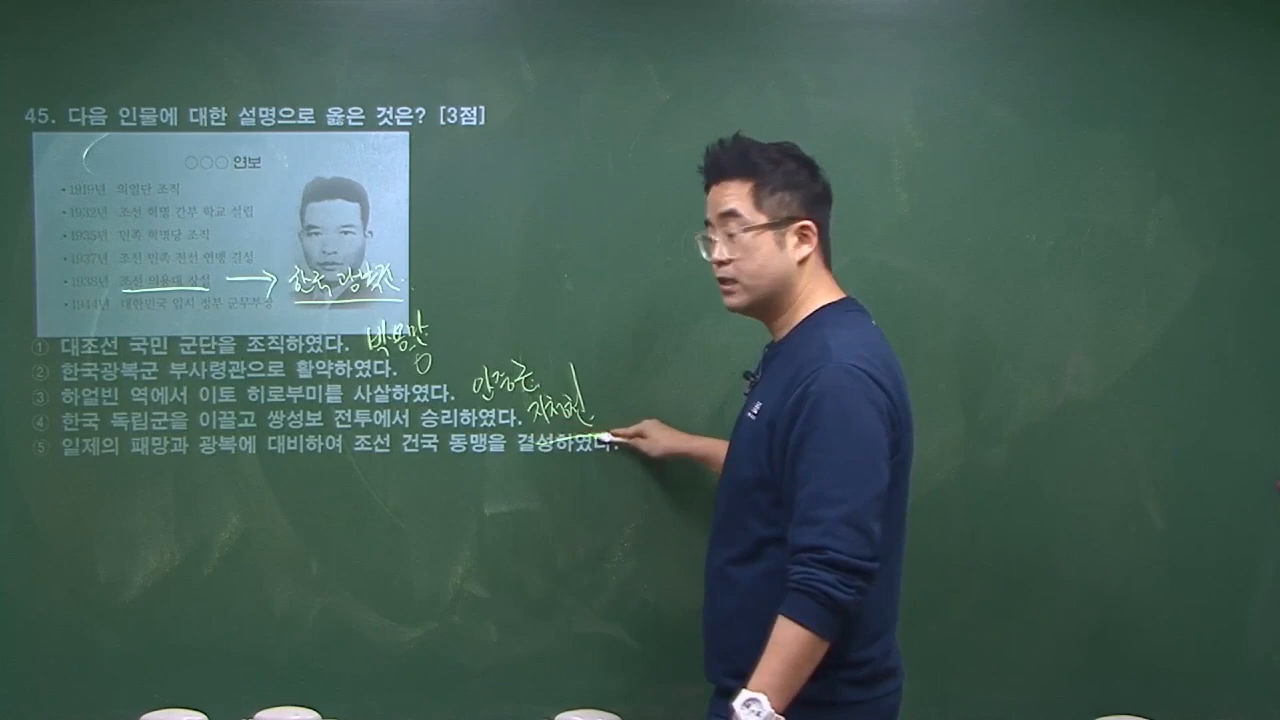 45. 다음 인물에 대한 설명으로 옳은 것은? [3점]
○○○ 연보
• 1919년 의열단 조직
• 1932년 조선 혁명 간부 학교 설립
• 1935년 민족 혁명당 조직
• 1937년 조선 민족 전선 연맹 결성
• 1938년 조선 의용대 창설 → 한국 광복군.
• 1944년 대한민국 임시 정부 군무부장
① 대조선 국민 군단을 조직하였다. 박용만
② 한국광복군 부사령관으로 활약하였다.
③ 하얼빈 역에서 이토 히로부미를 사살하였다. 안중근.
④ 한국 독립군을 이끌고 쌍성보 전투에서 승리하였다. 지청천.
⑤ 일제의 패망과 광복에 대비하여 조선 건국 동맹을 결성하였다.